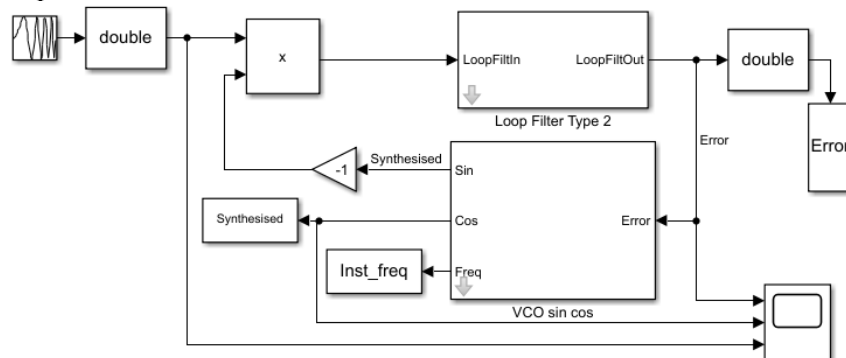 double
x
LoopFiltIn
LoopFiltOut
double
Loop Filter Type 2
Error
Error
Synthesised
-1
Sin
Synthesised
Cos
Error
Inst_freq
Freq
VCO sin cos